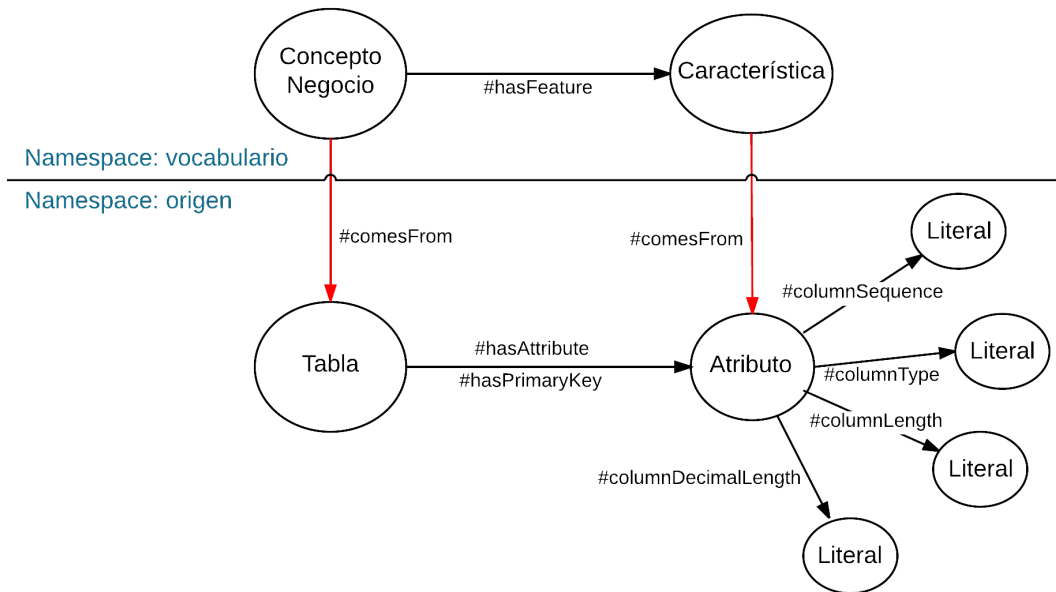 Concepto
Negocio
#hasFeature
Característica
Namespace: vocabulario
Namespace: origen
#comesFrom
#comesFrom
Literal
#columnSequence
Tabla
#hasAttribute
#hasPrimaryKey
Atributo
#columnType
Literal
#columnLength
Literal
#columnDecimalLength
Literal